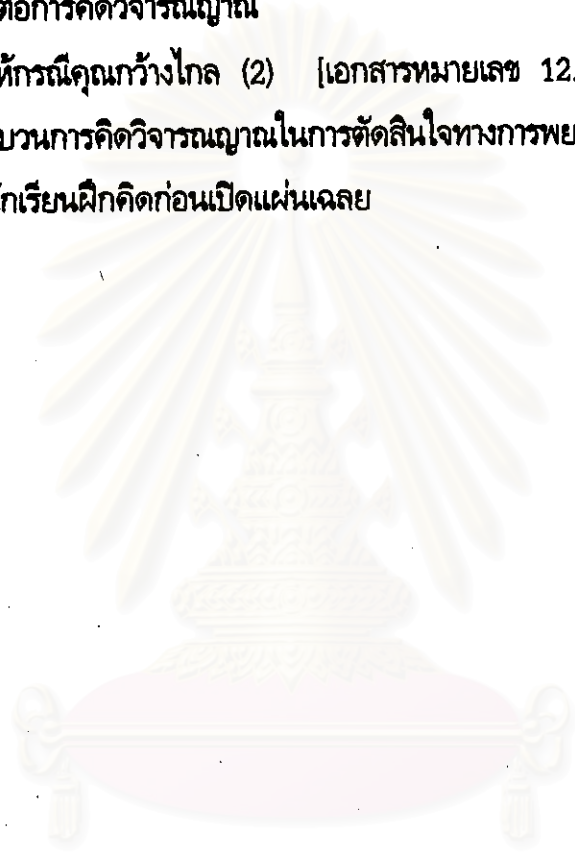 ต่อการคิดวิจารณญาณ
ห้กรณีคุณกว้างไกล (2) [เอกสารหมายเลข 12.
บวนการคิดวิจารณญาณในการตัดสินใจทางการพย
ักเรียนฝึกคิดก่อนเปิดแผ่นเฉลย